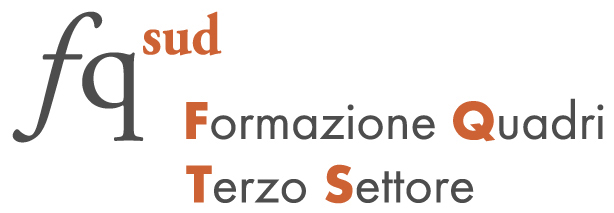 fq sud
Formazione Quadri
Terzo Settore